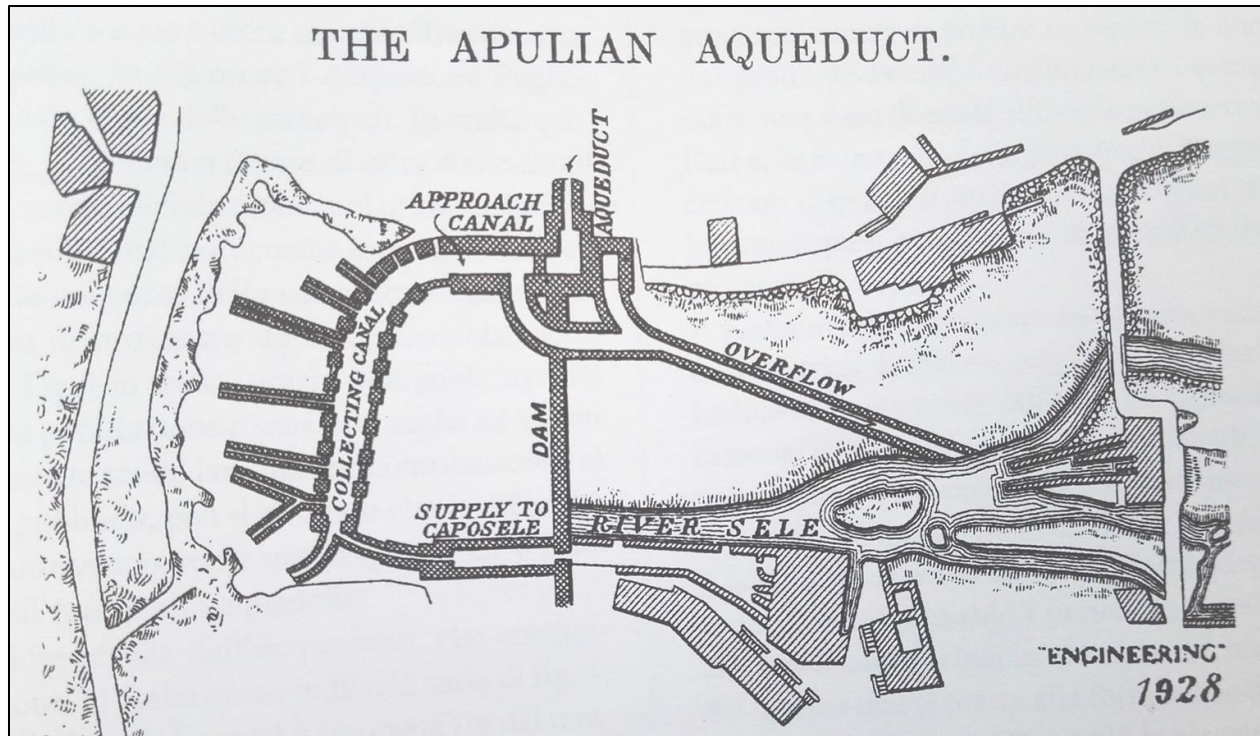 THE APULIAN AQUEDUCT.
AQUEDUCT
APPROACH
CANAL
COLLECTING CANAL
OVERFLOW
DAM
SUPPLY TO
CAPOSELE
RIVER SELE
"ENGINEERING"
1928